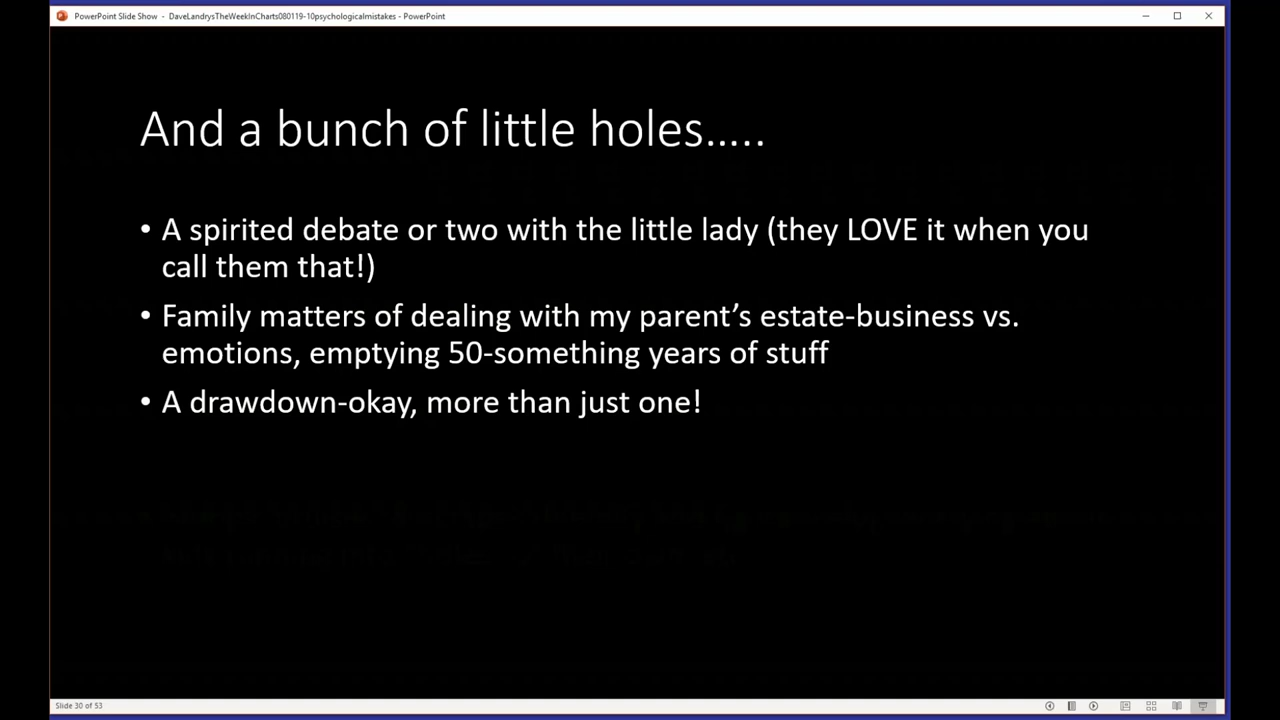 PowerPoint Slide Show - DaveLandrysTheWeekInCharts080119-10psychologicalmistakes - PowerPoint
And a bunch of little holes.....
• A spirited debate or two with the little lady (they LOVE it when you
call them that!)
• Family matters of dealing with my parent’s estate-business vs.
emotions, emptying 50-something years of stuff
• A drawdown-okay, more than just one!
Slide 30 of 53